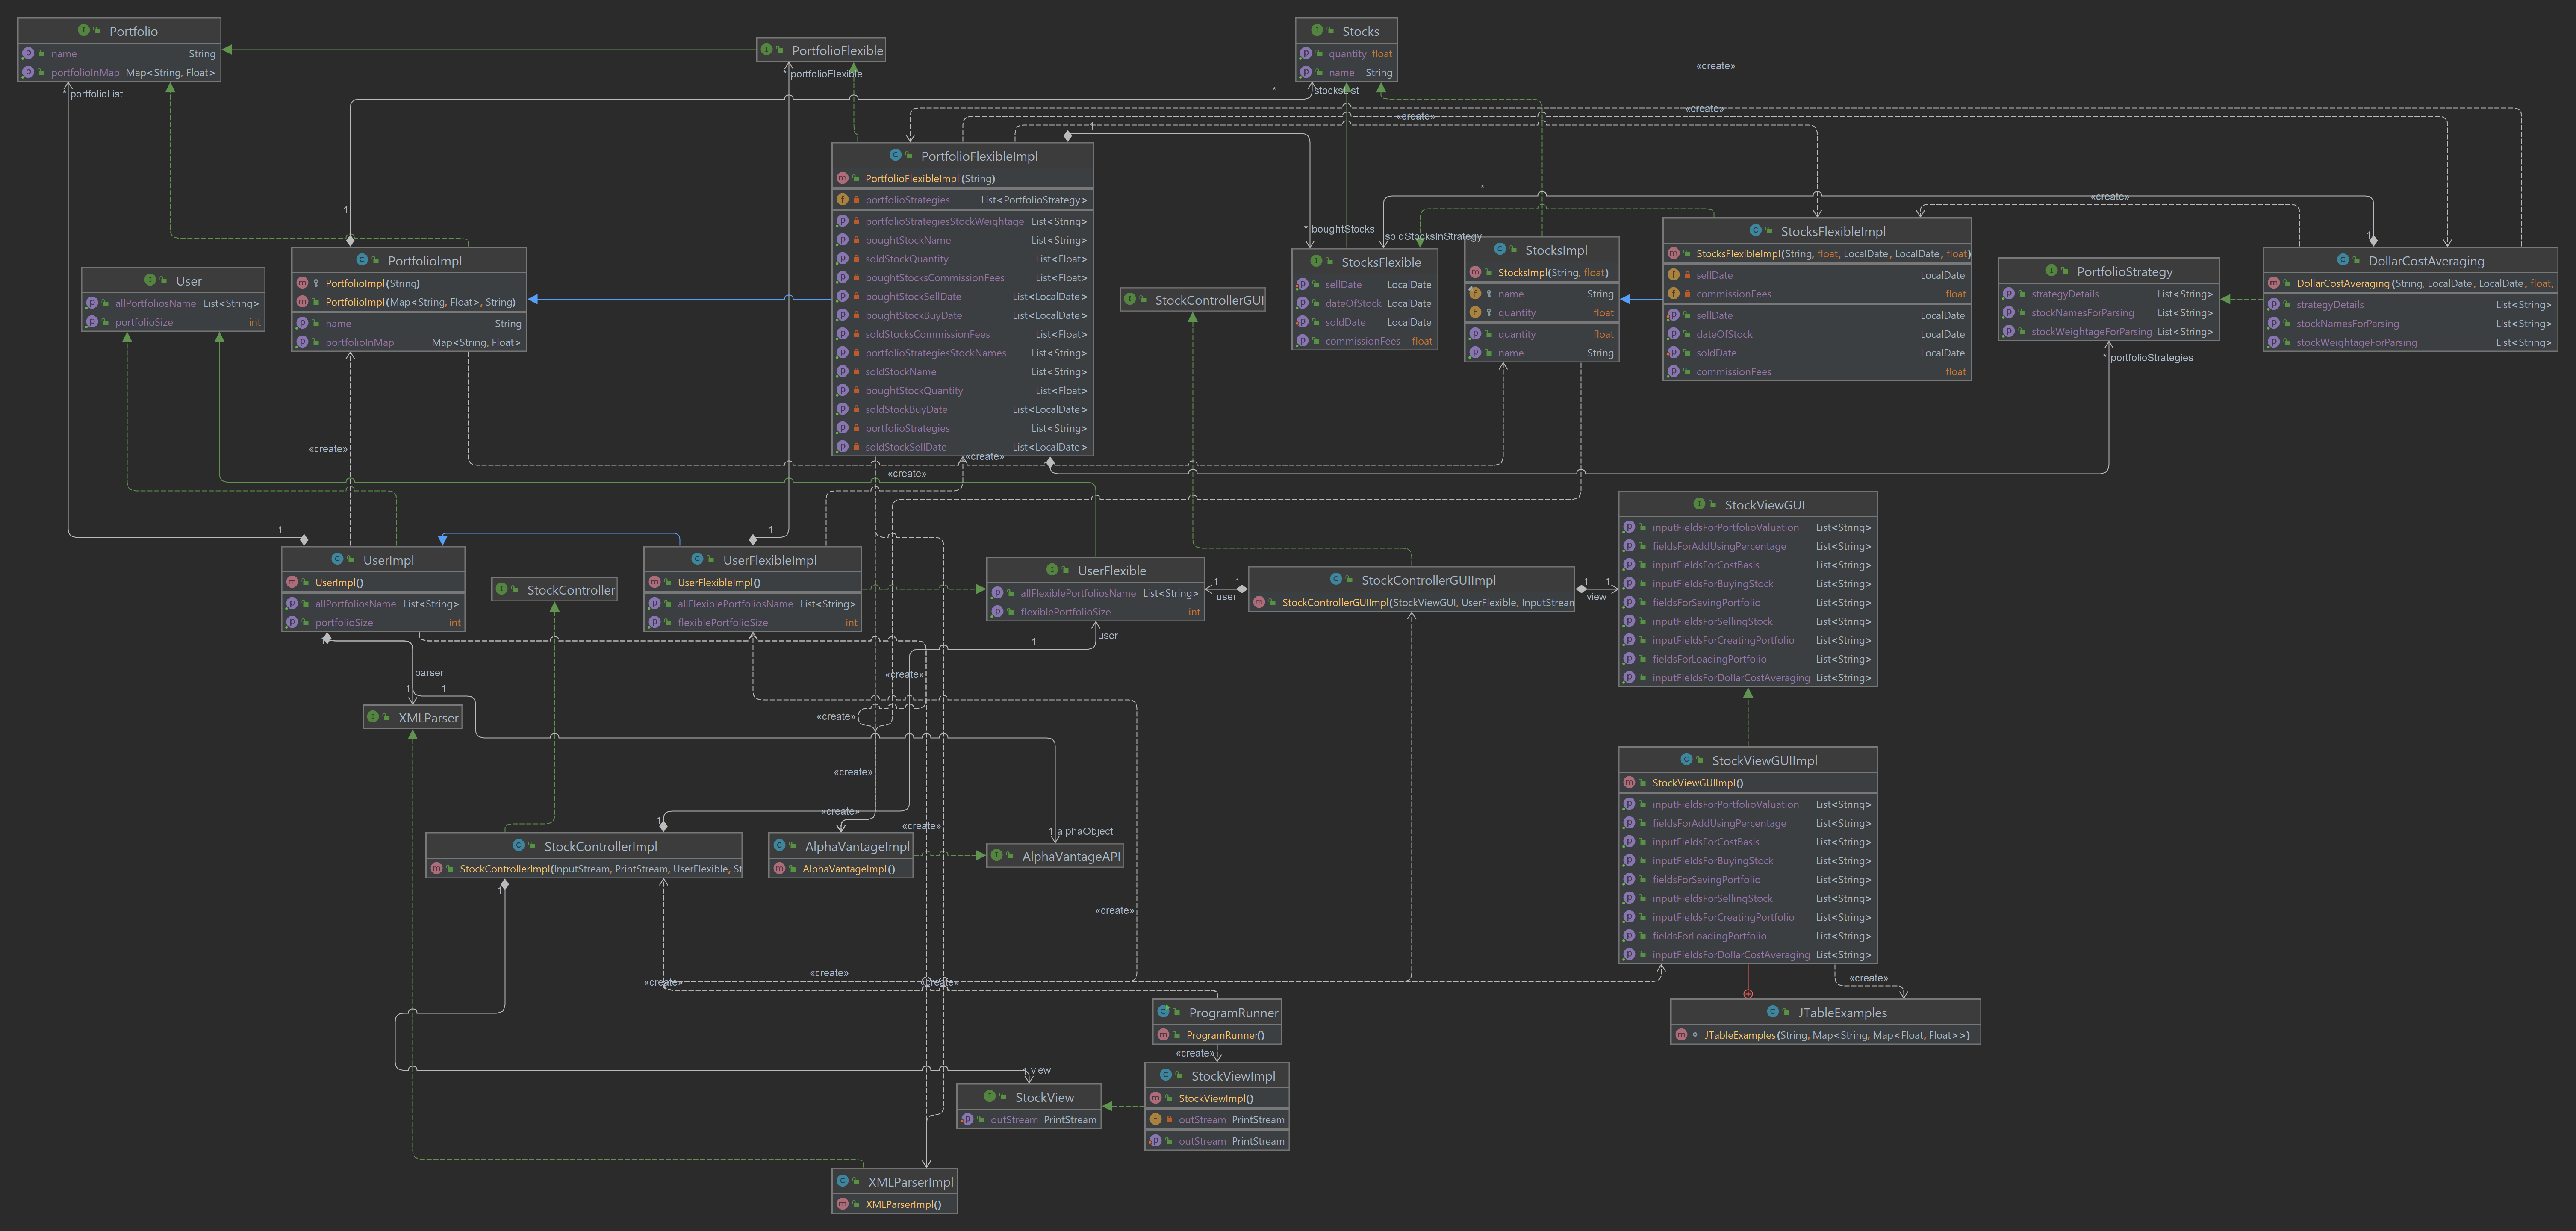 Portfolio
name String
portfolioInMap Map<String, Float>
* portfolioList
PortfolioFlexible
* portfolioFlexible
Stocks
quantity float
name String
* stocksList
«create»
«create»
«create»
1
PortfolioFlexibleImpl
PortfolioFlexibleImpl(String)
portfolioStrategies List<PortfolioStrategy>
portfolioStrategiesStockWeightage List<String>
boughtStockName List<String>
soldStockQuantity List<Float>
boughtStocksCommissionFees List<Float>
boughtStockSellDate List<LocalDate>
boughtStockBuyDate List<LocalDate>
soldStocksCommissionFees List<Float>
portfolioStrategiesStockNames List<String>
soldStockName List<String>
boughtStockQuantity List<Float>
soldStockBuyDate List<LocalDate>
portfolioStrategies List<String>
soldStockSellDate List<LocalDate>
*
«create»
1
1
* boughtStocks
soldStocksInStrategy
User
allPortfoliosName List<String>
portfolioSize int
PortfolioImpl
PortfolioImpl(String)
PortfolioImpl(Map<String, Float>, String)
name String
portfolioInMap Map<String, Float>
StockControllerGUI
StocksFlexible
sellDate LocalDate
dateOfStock LocalDate
soldDate LocalDate
commissionFees float
StocksImpl
StocksImpl(String, float)
name String
quantity float
quantity float
name String
StocksFlexibleImpl
StocksFlexibleImpl(String, float, LocalDate, LocalDate, float)
sellDate LocalDate
commissionFees float
sellDate LocalDate
dateOfStock LocalDate
soldDate LocalDate
commissionFees float
PortfolioStrategy
strategyDetails List<String>
stockNamesForParsing List<String>
stockWeightageForParsing List<String>
* portfolioStrategies
DollarCostAveraging
DollarCostAveraging(String, LocalDate, LocalDate, float,
strategyDetails List<String>
stockNamesForParsing List<String>
stockWeightageForParsing List<String>
«create»
«create»
1
«create»
1
1
UserImpl
UserImpl()
allPortfoliosName List<String>
portfolioSize int
StockController
UserFlexibleImpl
UserFlexibleImpl()
allFlexiblePortfoliosName List<String>
flexiblePortfolioSize int
UserFlexible
allFlexiblePortfoliosName List<String>
flexiblePortfolioSize int
1 1
user
StockControllerGUIImpl
StockControllerGUIImpl(StockViewGUI, UserFlexible, InputStream
1 1
view
StockViewGUI
inputFieldsForPortfolioValuation List<String>
fieldsForAddUsingPercentage List<String>
inputFieldsForCostBasis List<String>
inputFieldsForBuyingStock List<String>
fieldsForSavingPortfolio List<String>
inputFieldsForSellingStock List<String>
inputFieldsForCreatingPortfolio List<String>
fieldsForLoadingPortfolio List<String>
inputFieldsForDollarCostAveraging List<String>
user
1
1
parser
1 1
«create»
XMLParser
«create»
«create»
«create»
«create»
1
1 alphaObject
StockControllerImpl
StockControllerImpl(InputStream, PrintStream, UserFlexible, St
AlphaVantageImpl
AlphaVantageImpl()
AlphaVantageAPI
1
«create»
StockViewGUIImpl
StockViewGUIImpl()
inputFieldsForPortfolioValuation List<String>
fieldsForAddUsingPercentage List<String>
inputFieldsForCostBasis List<String>
inputFieldsForBuyingStock List<String>
fieldsForSavingPortfolio List<String>
inputFieldsForSellingStock List<String>
inputFieldsForCreatingPortfolio List<String>
fieldsForLoadingPortfolio List<String>
inputFieldsForDollarCostAveraging List<String>
«create»
«create»
«create»
«create»
ProgramRunner
ProgramRunner()
«create»
JTableExamples
JTableExamples(String, Map<String, Map<Float, Float>>)
1 view
StockView
outStream PrintStream
StockViewImpl
StockViewImpl()
outStream PrintStream
outStream PrintStream
XMLParserImpl
XMLParserImpl()